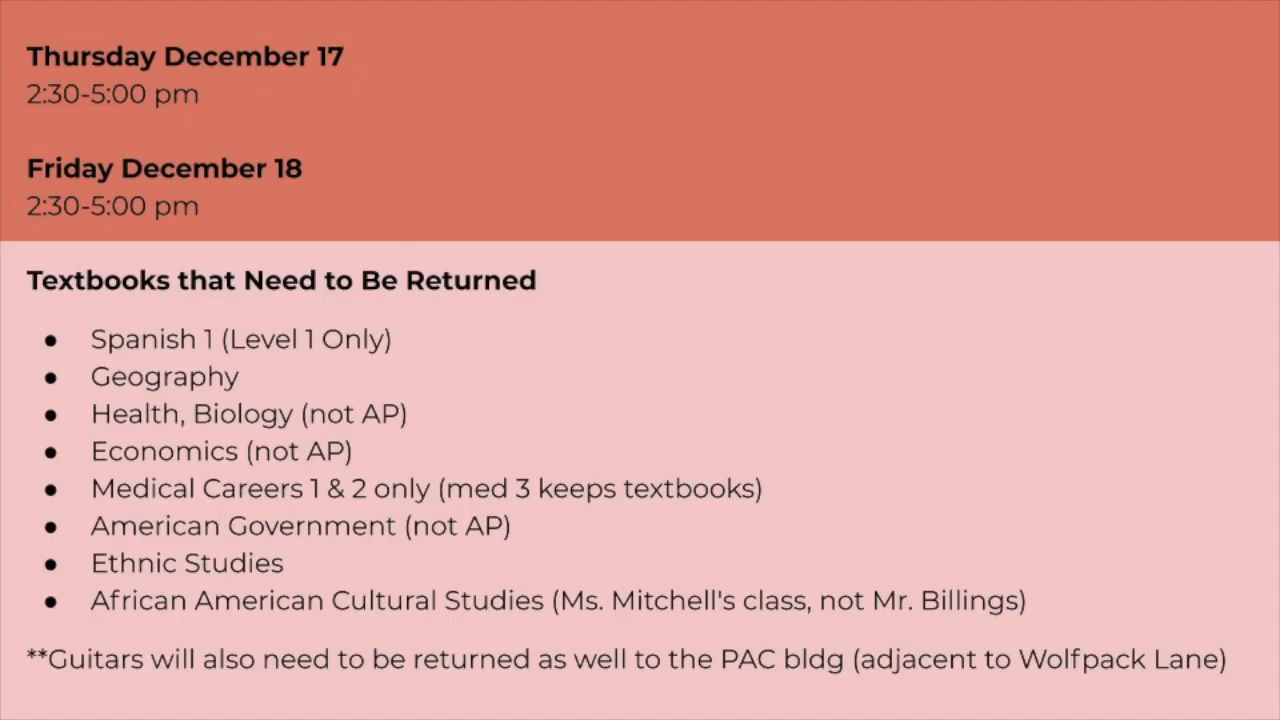 Thursday December 17
2:30-5:00 pm
Friday December 18
2:30-5:00 pm
Textbooks that Need to Be Returned
● Spanish 1 (Level 1 Only)
● Geography
● Health, Biology (not AP)
● Economics (not AP)
● Medical Careers 1 & 2 only (med 3 keeps textbooks)
● American Government (not AP)
● Ethnic Studies
● African American Cultural Studies (Ms. Mitchell's class, not Mr. Billings)
**Guitars will also need to be returned as well to the PAC bldg (adjacent to Wolfpack Lane)